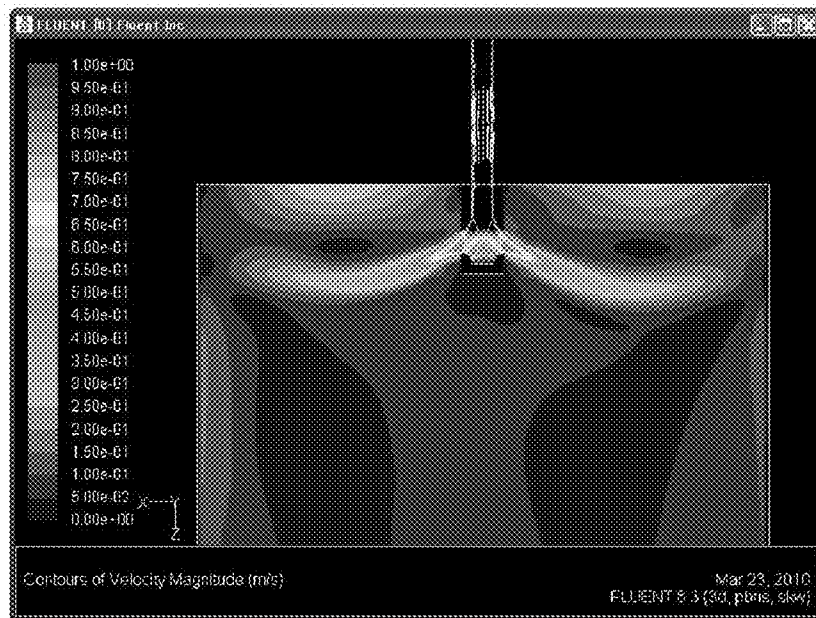 FLUENT [0] Fluent Inc
1.00e+00
9.50e-01
9.00e-01
8.50e-01
8.00e-01
7.50e-01
7.00e-01
6.50e-01
6.00e-01
5.50e-01
5.00e-01
4.50e-01
4.00e-01
3.50e-01
3.00e-01
2.50e-01
2.00e-01
1.50e-01
1.00e-01
5.00e-02
0.00e+00
X Y
Z
Contours of Velocity Magnitude (m/s)
Mar 23, 2010
FLUENT 6.3 (3d, pbns, skw)